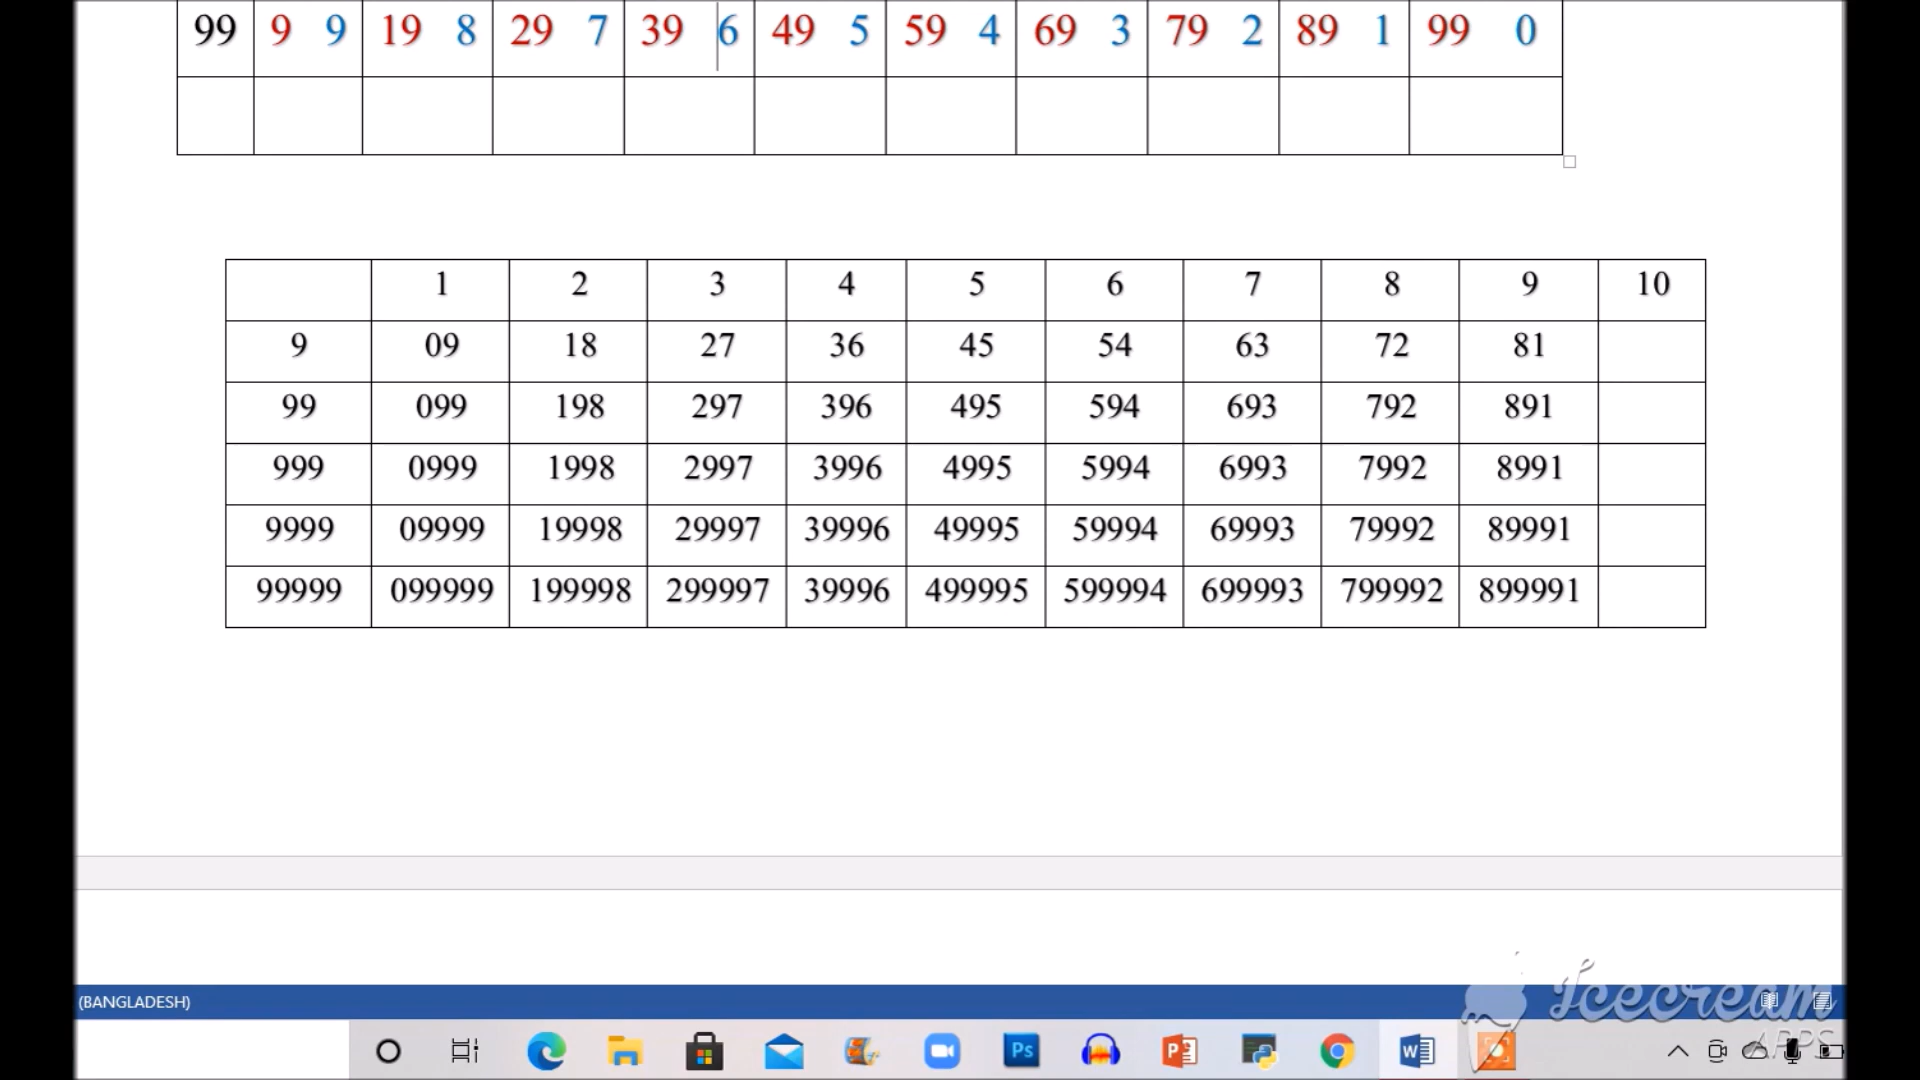 99 9 9 19 8 29 7 39 6 49 5 59 4 69 3 79 2 89 1 99 0
1 2 3 4 5 6 7 8 9 10
9 09 18 27 36 45 54 63 72 81
99 099 198 297 396 495 594 693 792 891
999 0999 1998 2997 3996 4995 5994 6993 7992 8991
9999 09999 19998 29997 39996 49995 59994 69993 79992 89991
99999 099999 199998 299997 39996 499995 599994 699993 799992 899991
(BANGLADESH)
Icecream
APPS
Ps